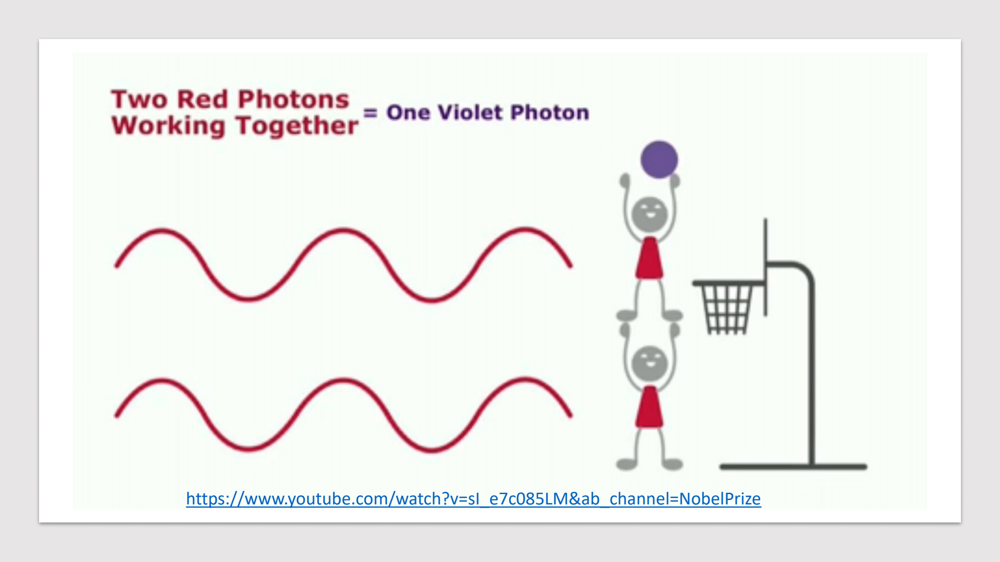 Two Red Photons
Working Together
= One Violet Photon
https://www.youtube.com/watch?v=sI_e7c085LM&ab_channel=NobelPrize